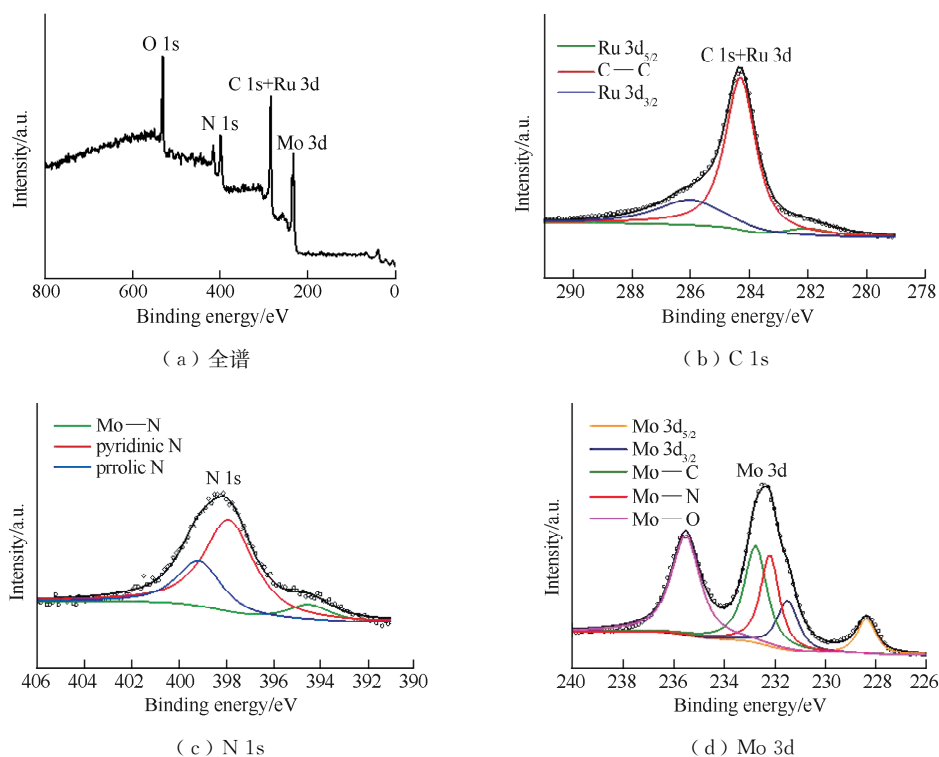 O 1s
C 1s+Ru 3d
N 1s
Mo 3d
Intensity/a.u.
800 600 400 200 0
Binding energy/eV
(a)全谱
Ru 3d5/2
C—C
Ru 3d3/2
C 1s+Ru 3d
Intensity/a.u.
290 288 286 284 282 280 278
Binding energy/eV
(b)C 1s
Mo—N
pyridinic N
prrolic N
N 1s
Intensity/a.u.
406 404 402 400 398 396 394 392 390
Binding energy/eV
(c)N 1s
Mo 3d5/2
Mo 3d3/2
Mo—C
Mo—N
Mo—O
Mo 3d
Intensity/a.u.
240 238 236 234 232 230 228 226
Binding energy/eV
(d)Mo 3d